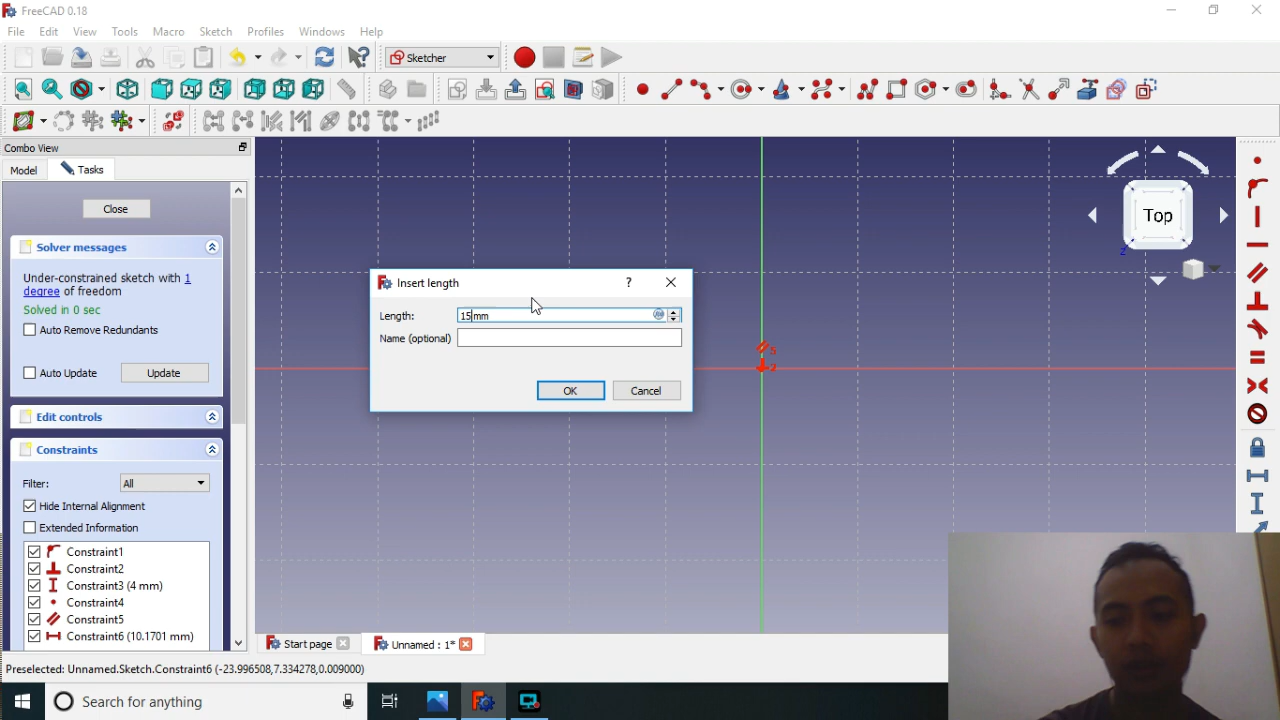 FreeCAD 0.18
File Edit View Tools Macro Sketch Profiles Windows Help
Sketcher
Combo View
Model Tasks
Close
Solver messages
Under-constrained sketch with 1
degree of freedom
Solved in 0 sec
Auto Remove Redundants
Auto Update Update
Edit controls
Constraints
Filter: All
Hide Internal Alignment
Extended Information
Constraint1
Constraint2
Constraint3 (4 mm)
Constraint4
Constraint5
Constraint6 (10.1701 mm)
Insert length ?
Length: 15 mm
Name (optional)
OK Cancel
5
2
Top
Z
Start page Unnamed : 1*
Preselected: Unnamed.Sketch.Constraint6 (-23.996508,7.334278,0.009000)
Search for anything